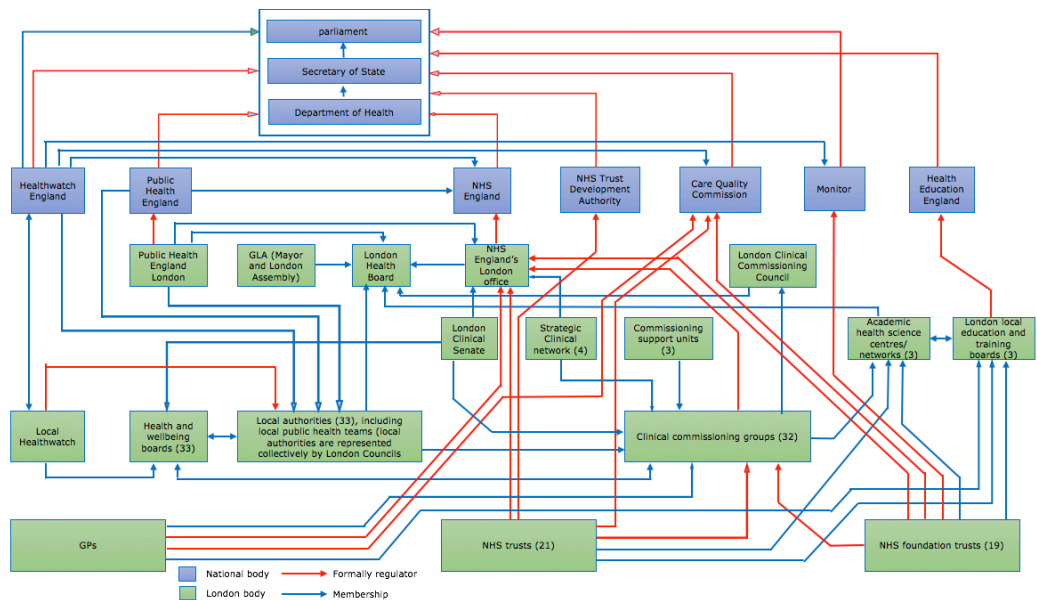 parliament
Secretary of State
Department of Health
Healthwatch
England
Public
Health
England
NHS
England
NHS Trust
Development
Authority
Care Quality
Commission
Monitor
Health
Education
England
Public Health
England
London
GLA (Mayor
and London
Assembly)
London
Health
Board
NHS
England's
London
office
London Clinical
Commissioning
Council
London
Clinical
Senate
Strategic
Clinical
network (4)
Commissioning
support units
(3)
Academic
health science
centres/
networks (3)
London local
education and
training
boards (3)
Local
Healthwatch
Health and
wellbeing
boards (33)
Local authorities (33), including
local public health teams (local
authorities are represented
collectively by London Councils
Clinical commissioning groups (32)
GPs
NHS trusts (21)
NHS foundation trusts (19)
National body
Formally regulator
London body
Membership